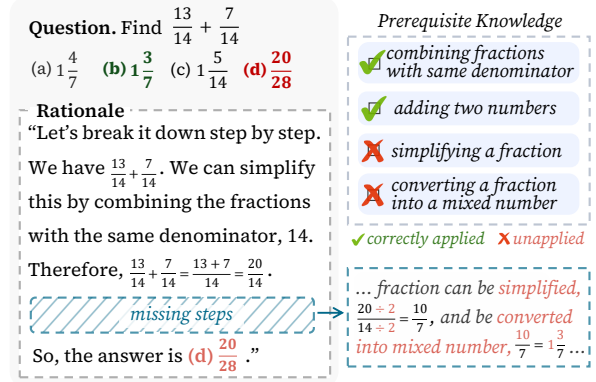 Question. Find 13/14 + 7/14
(a) 1 4/7 (b) 1 3/7 (c) 1 5/14 (d) 20/28
Rationale
“Let's break it down step by step.
We have 13/14 + 7/14. We can simplify
this by combining the fractions
with the same denominator, 14.
Therefore, 13/14 + 7/14 = 13 + 7/14 = 20/14.
missing steps
So, the answer is (d) 20/28.”
Prerequisite Knowledge
combining fractions
with same denominator
adding two numbers
simplifying a fraction
converting a fraction
into a mixed number
correctly applied unapplied
... fraction can be simplified,
20 ÷ 2/14 ÷ 2 = 10/7, and be converted
into mixed number, 10/7 = 1 3/7 ...